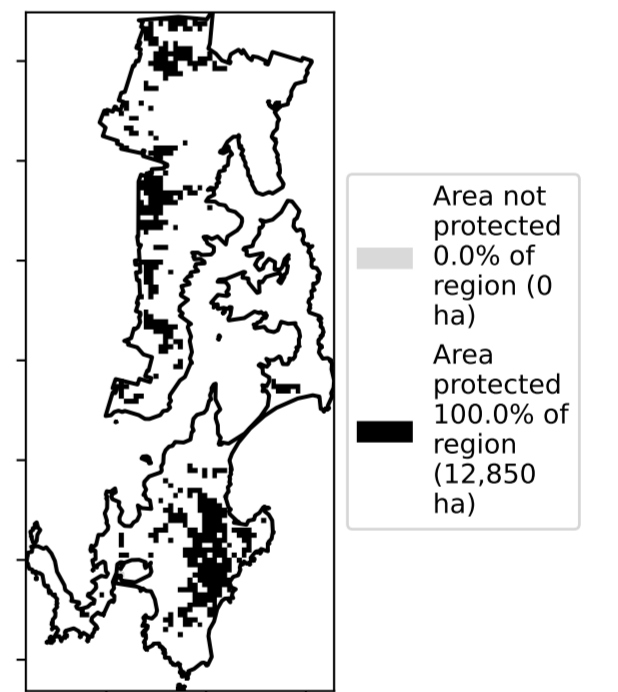 Area not
protected
0.0% of
region (0
ha)
Area
protected
100.0% of
region
(12,850
ha)